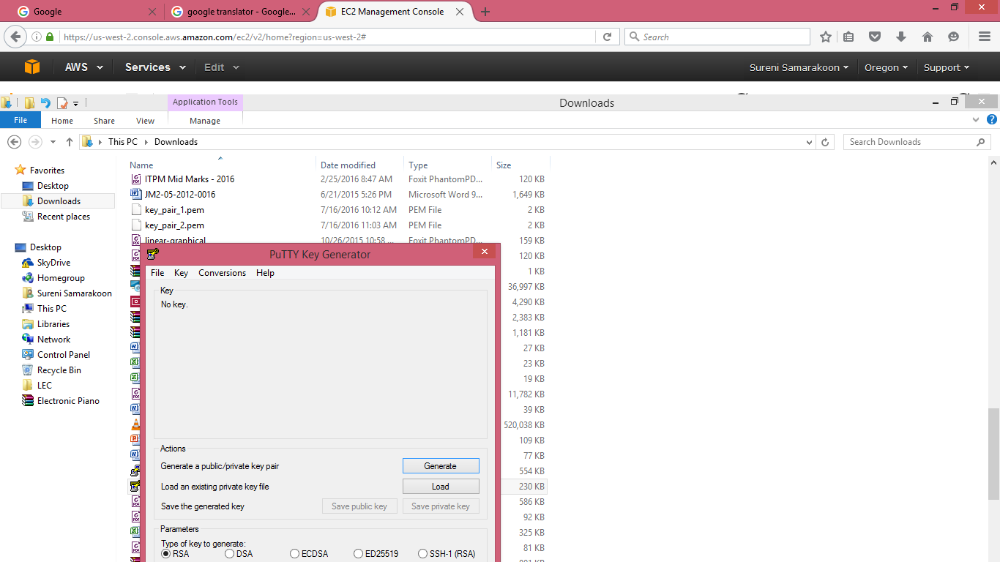 Google
google translator - Google...
EC2 Management Console
https://us-west-2.console.aws.amazon.com/ec2/v2/home?region=us-west-2#
Search
AWS Services Edit Sureni Samarakoon Oregon Support
Application Tools
Downloads
File Home Share View Manage
This PC Downloads
Search Downloads
Favorites
Desktop
Downloads
Recent places
Desktop
SkyDrive
Homegroup
Sureni Samarakoon
This PC
Libraries
Network
Control Panel
Recycle Bin
LEC
Electronic Piano
Name Date modified Type Size
ITPM Mid Marks - 2016 2/25/2016 8:47 AM Foxit PhantomPD... 120 KB
JM2-05-2012-0016 6/21/2015 5:26 PM Microsoft Word 9... 1,649 KB
key_pair_1.pem 7/16/2016 10:12 AM PEM File 2 KB
key_pair_2.pem 7/16/2016 11:03 AM PEM File 2 KB
linear-graphical 10/26/2015 10:58 ... Foxit PhantomPD... 159 KB
120 KB
1 KB
36,997 KB
4,290 KB
2,383 KB
1,181 KB
27 KB
23 KB
19 KB
11,782 KB
39 KB
520,038 KB
109 KB
77 KB
554 KB
230 KB
586 KB
92 KB
325 KB
81 KB
PuTTY Key Generator
File Key Conversions Help
Key
No key.
Actions
Generate a public/private key pair Generate
Load an existing private key file Load
Save the generated key Save public key Save private key
Parameters
Type of key to generate:
RSA DSA ECDSA ED25519 SSH-1 (RSA)